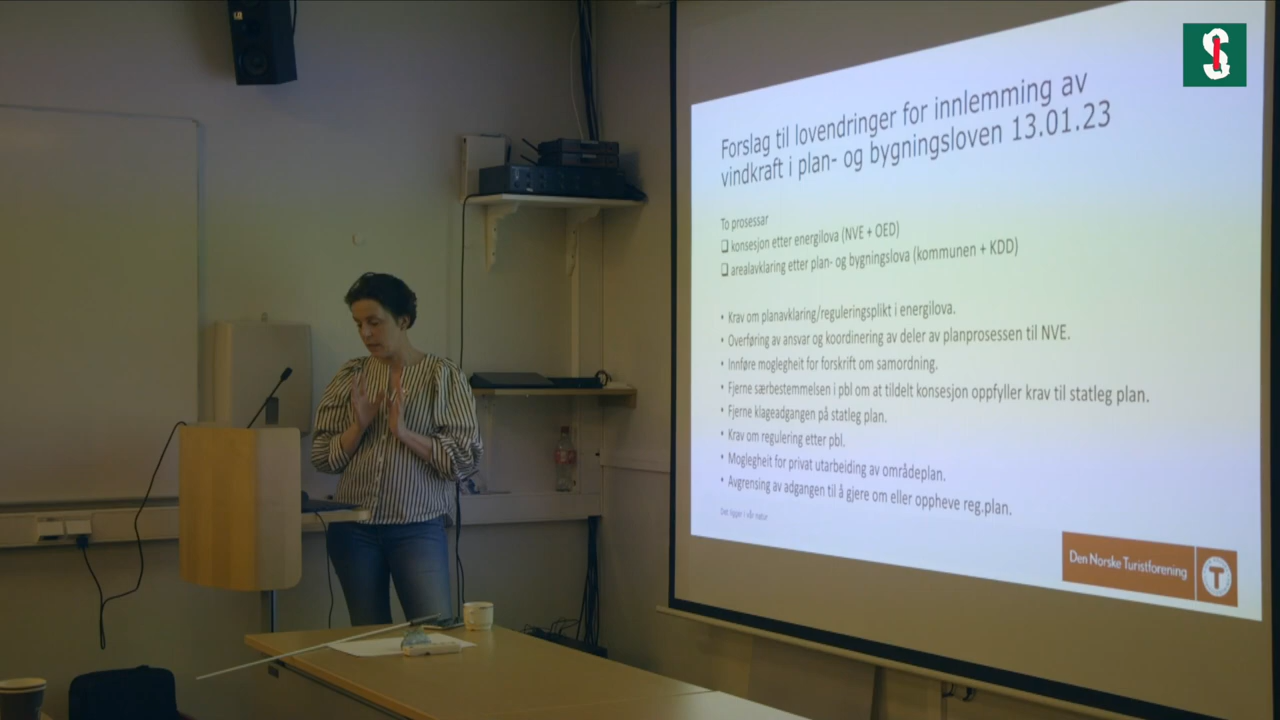 Forslag til lovendringer for innlemming av
vindkraft i plan- og bygningsloven 13.01.23
To prosessar
konsesjon etter energilova (NVE + OED)
arealavklaring etter plan- og bygningslova (kommunen + KDD)
• Krav om planavklaring/reguleringsplikt i energilova.
• Overføring av ansvar og koordinering av deler av planprosessen til NVE.
• Innføre moglegheit for forskrift om samordning.
• Fjerne særbestemmelsen i pbl om at tildelt konsesjon oppfyller krav til statleg plan.
• Fjerne klageadgangen på statleg plan.
• Krav om regulering etter pbl.
• Moglegheit for privat utarbeiding av områdeplan.
• Avgrensing av adgangen til å gjere om eller oppheve reg.plan.
Det ligger i vår natur
Den Norske Turistforening
T